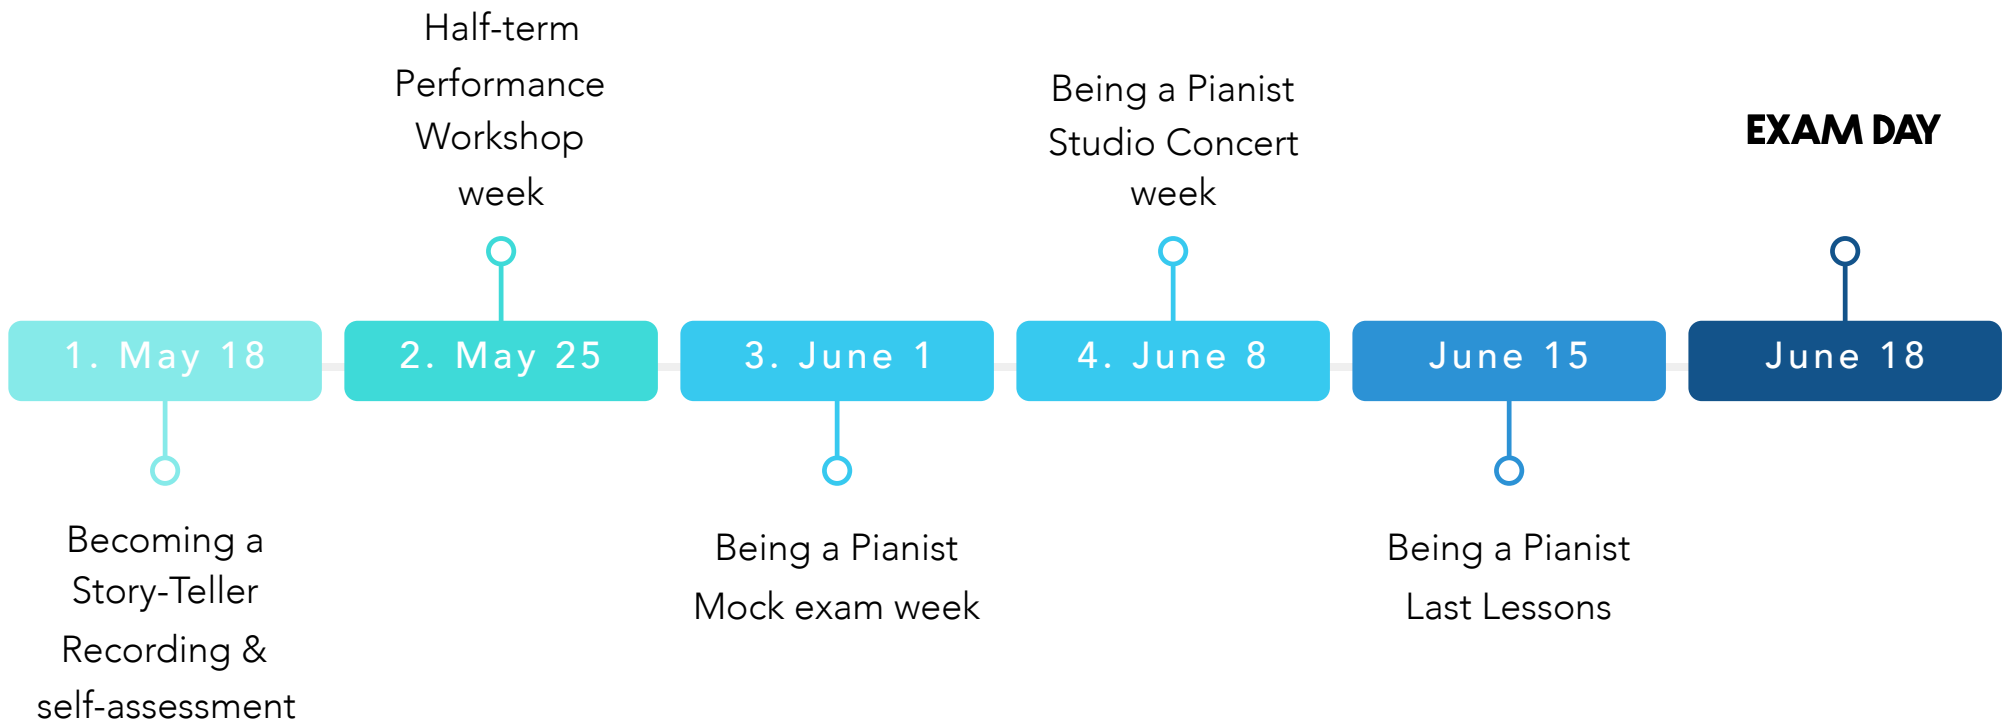 Half-term
Performance
Workshop
week
Being a Pianist
Studio Concert
week
EXAM DAY
1. May 18
2. May 25
3. June 1
4. June 8
June 15
June 18
Becoming a
Story-Teller
Recording &
self-assessment
Being a Pianist
Mock exam week
Being a Pianist
Last Lessons